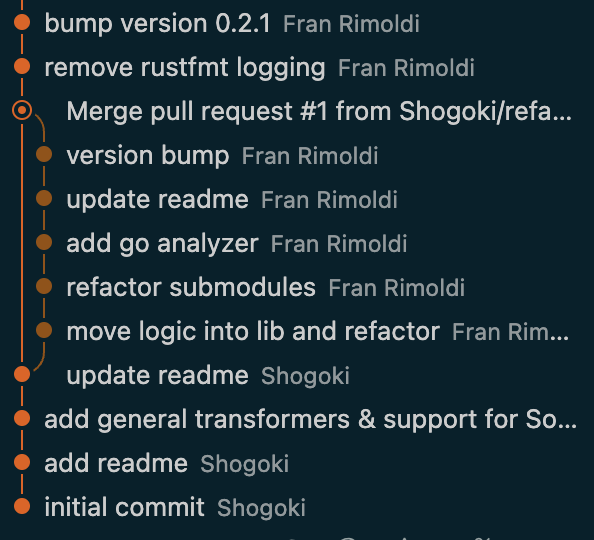 bump version 0.2.1 Fran Rimoldi
remove rustfmt logging Fran Rimoldi
Merge pull request #1 from Shogoki/refa...
version bump Fran Rimoldi
update readme Fran Rimoldi
add go analyzer Fran Rimoldi
refactor submodules Fran Rimoldi
move logic into lib and refactor Fran Rim...
update readme Shogoki
add general transformers & support for So...
add readme Shogoki
initial commit Shogoki